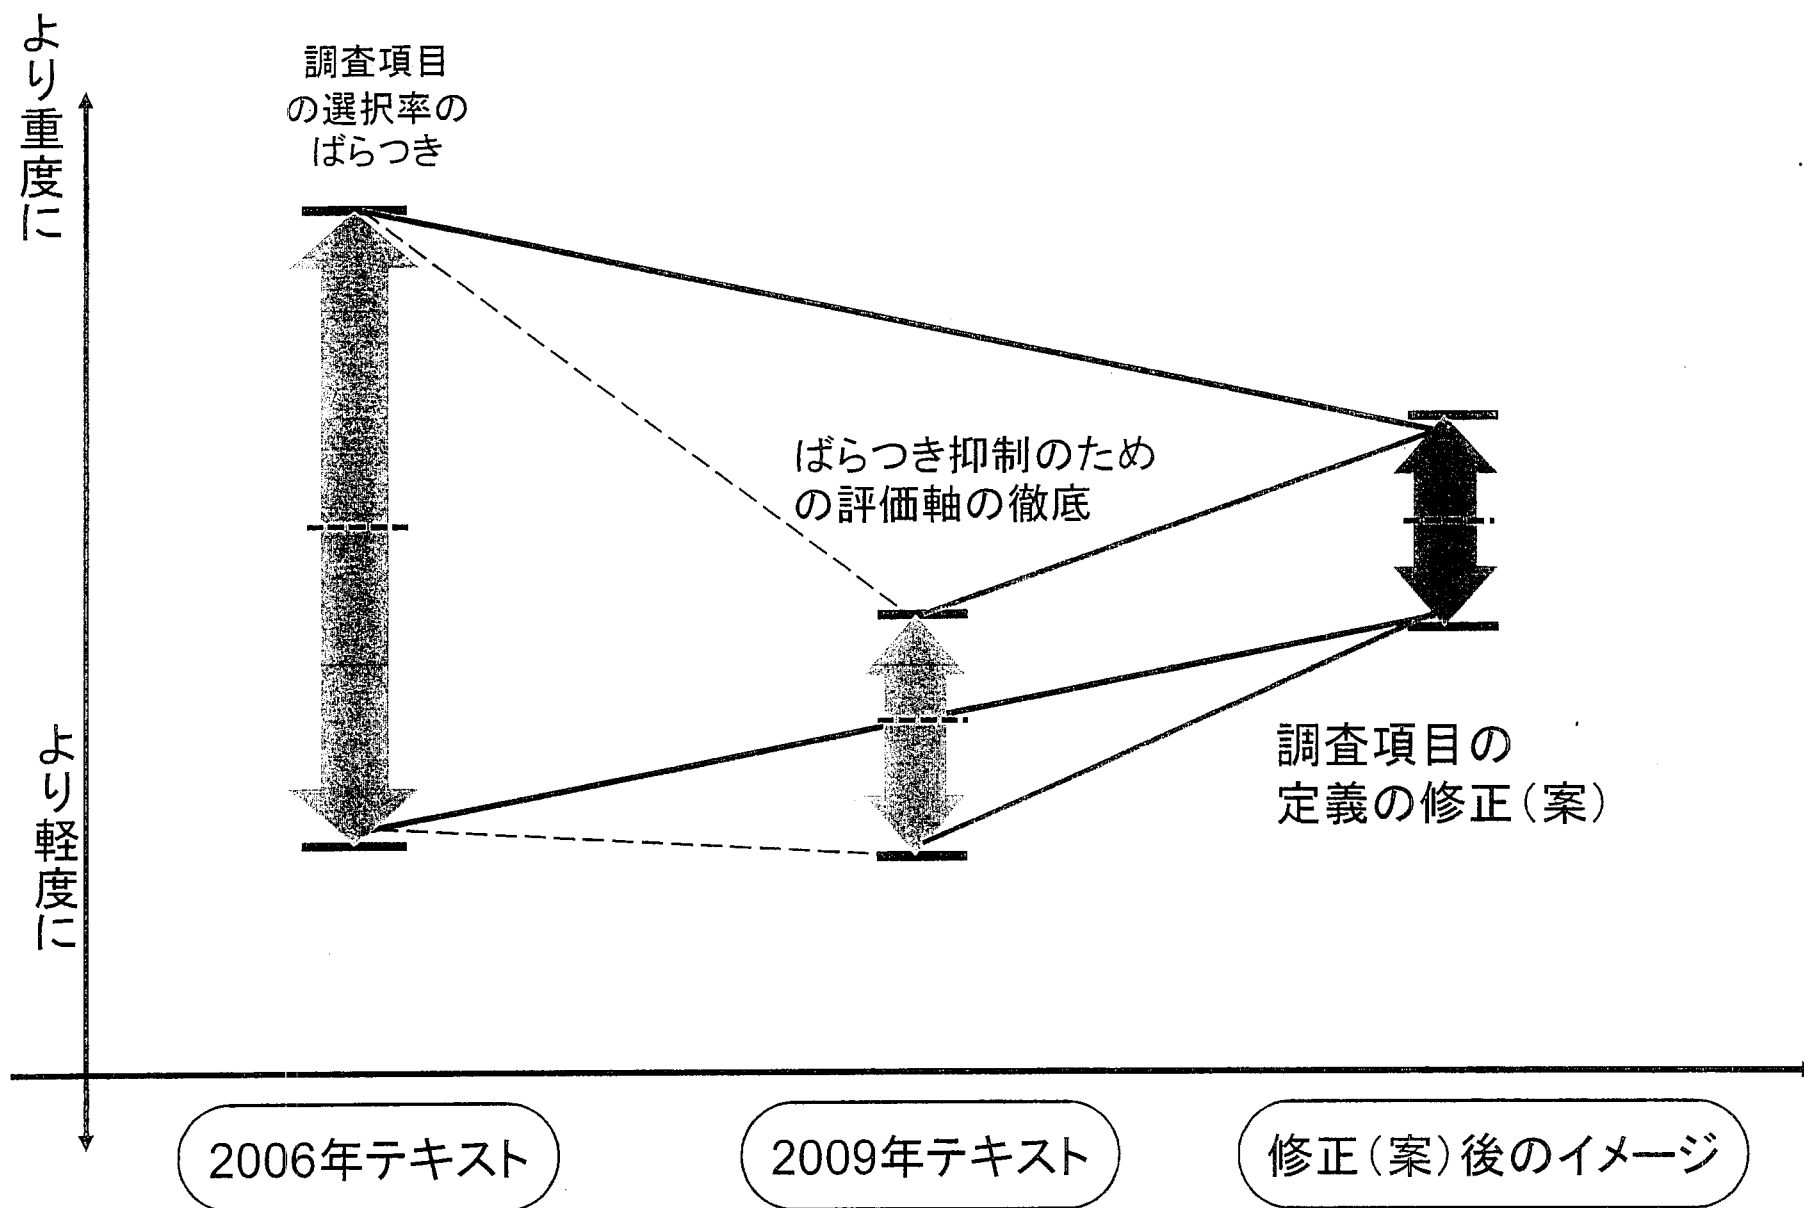 より重度に
調査項目
の選択率の
ばらつき
ばらつき抑制のため
の評価軸の徹底
より軽度に
調査項目の
定義の修正(案)
2006年テキスト
2009年テキスト
修正(案)後のイメージ